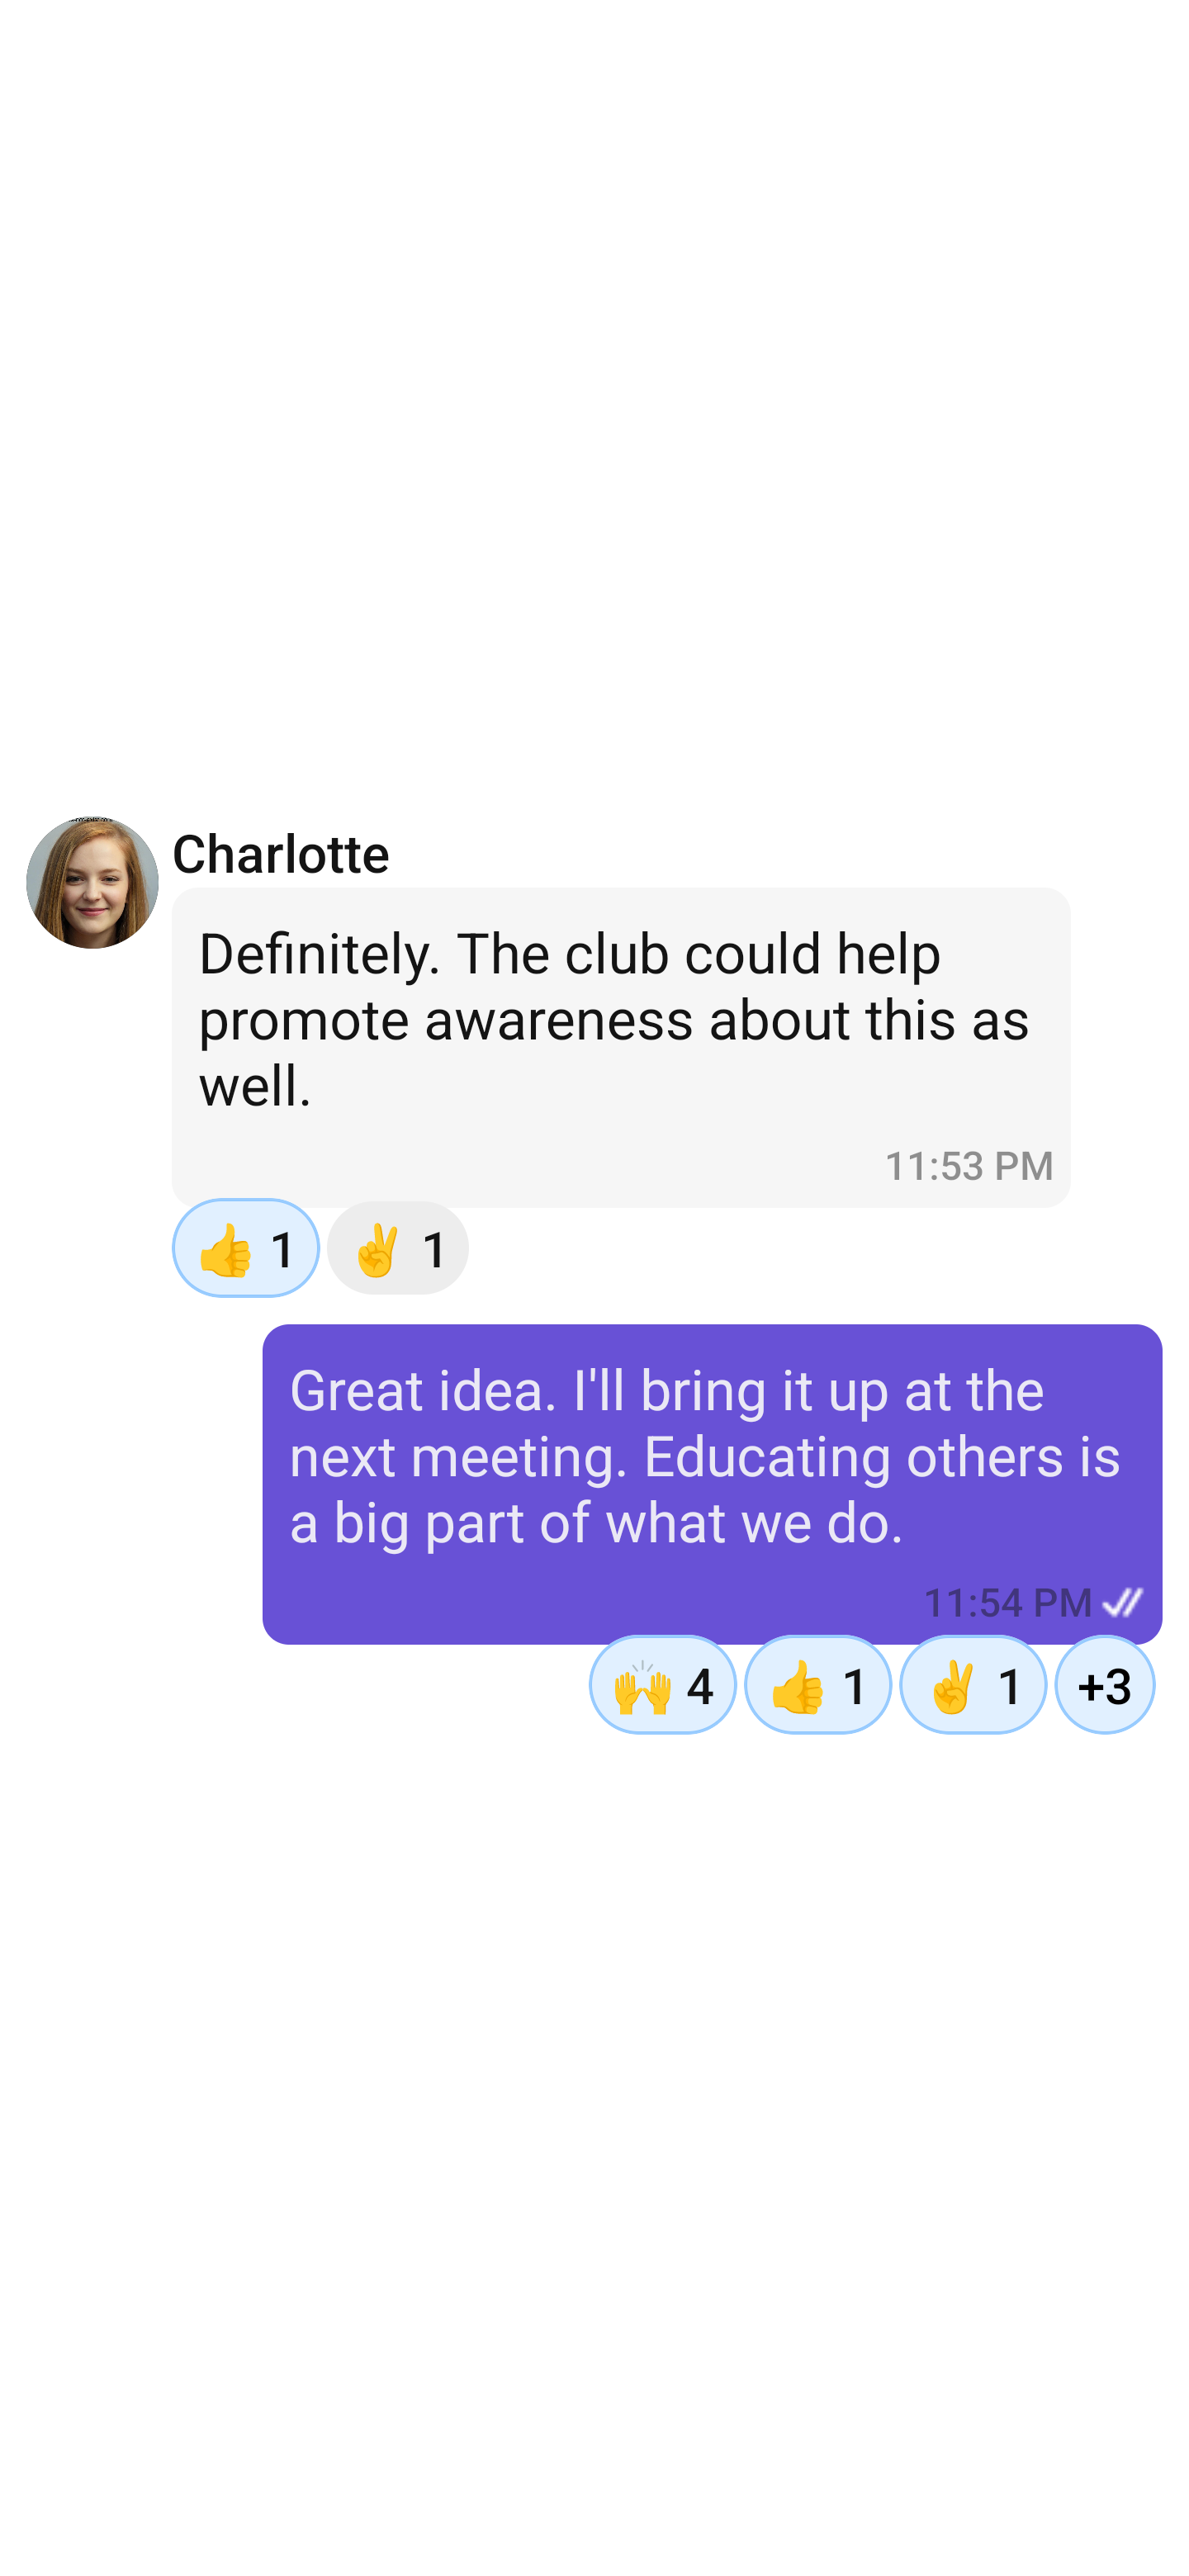 Charlotte
Definitely. The club could help
promote awareness about this as
well.
11:53 PM
👍 1 ✌️ 1
Great idea. I'll bring it up at the
next meeting. Educating others is
a big part of what we do.
11:54 PM
🙌 4 👍 1 ✌️ 1 +3